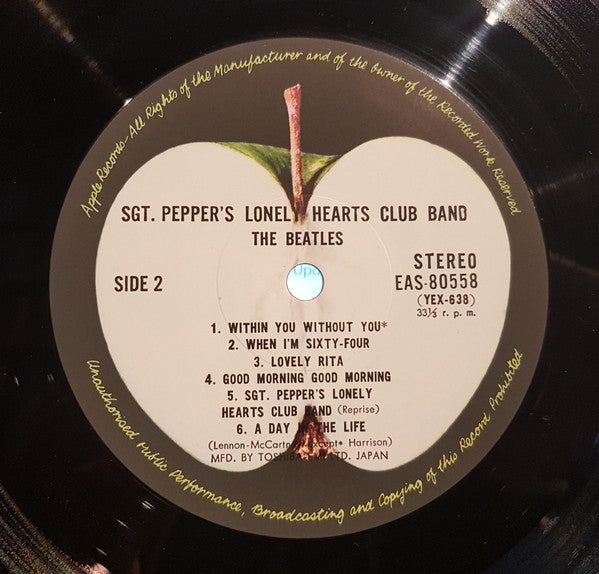 Apple Records-All Rights of the Manufacturer and of the Owner of the Recorded Work Reserved
SGT. PEPPER'S LONELY HEARTS CLUB BAND
THE BEATLES
SIDE 2
STEREO
EAS-80558
(YEX-638)
33⅓ r. p. m.
1. WITHIN YOU WITHOUT YOU*
2. WHEN I'M SIXTY-FOUR
3. LOVELY RITA
4. GOOD MORNING GOOD MORNING
5. SGT. PEPPER'S LONELY
HEARTS CLUB BAND (Reprise)
6. A DAY IN THE LIFE
(Lennon-McCartney except* Harrison)
MFD. BY TOSHIBA-EMI LTD. JAPAN
Unauthorised Public Performance, Broadcasting and Copying of this Record Prohibited